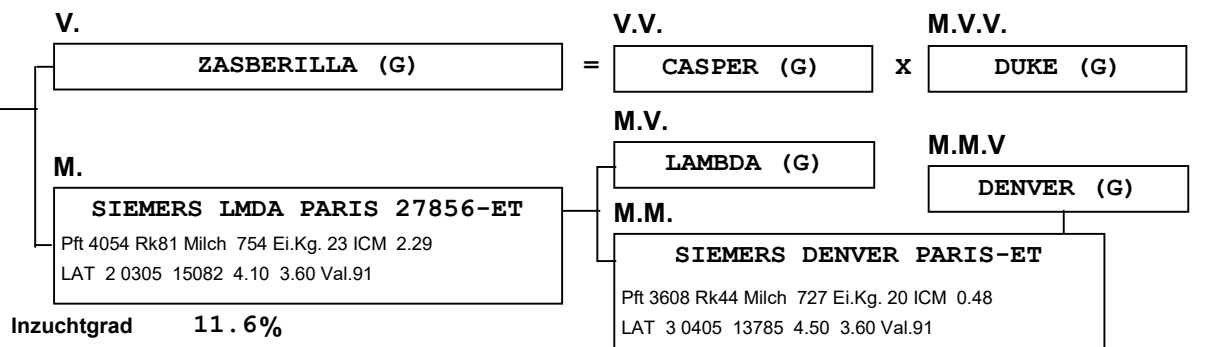 V.
V.V.
M.V.V.
ZASBERILLA (G)
=
CASPER (G)
X
DUKE (G)
M.V.
LAMBDA (G)
M.M.V
DENVER (G)
M.
SIEMERS LMDA PARIS 27856-ET
Pft 4054 Rk81 Milch 754 Ei.Kg. 23 ICM 2.29
LAT 2 0305 15082 4.10 3.60 Val.91
M.M.
SIEMERS DENVER PARIS-ET
Pft 3608 Rk44 Milch 727 Ei.Kg. 20 ICM 0.48
LAT 3 0405 13785 4.50 3.60 Val.91
Inzuchtgrad 11.6%